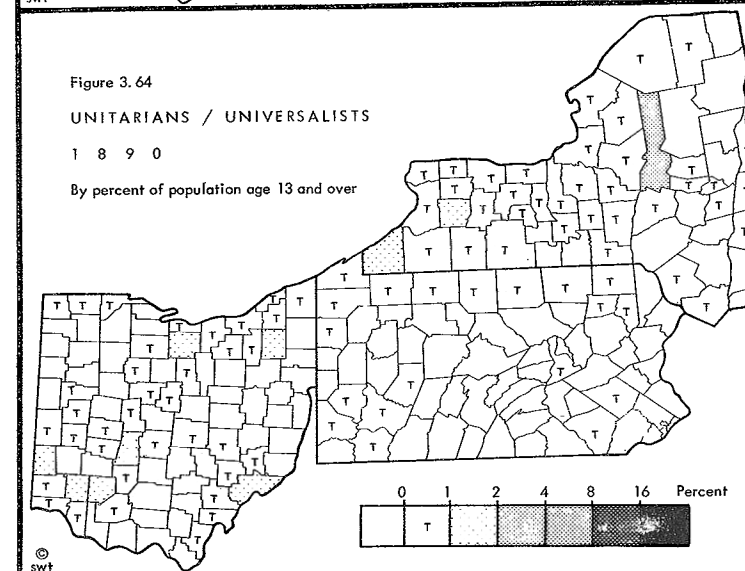 swt
Figure 3.64
UNITARIANS / UNIVERSALISTS
1 8 9 0
By percent of population age 13 and over
0 1 2 4 8 16 Percent
T
©
swt